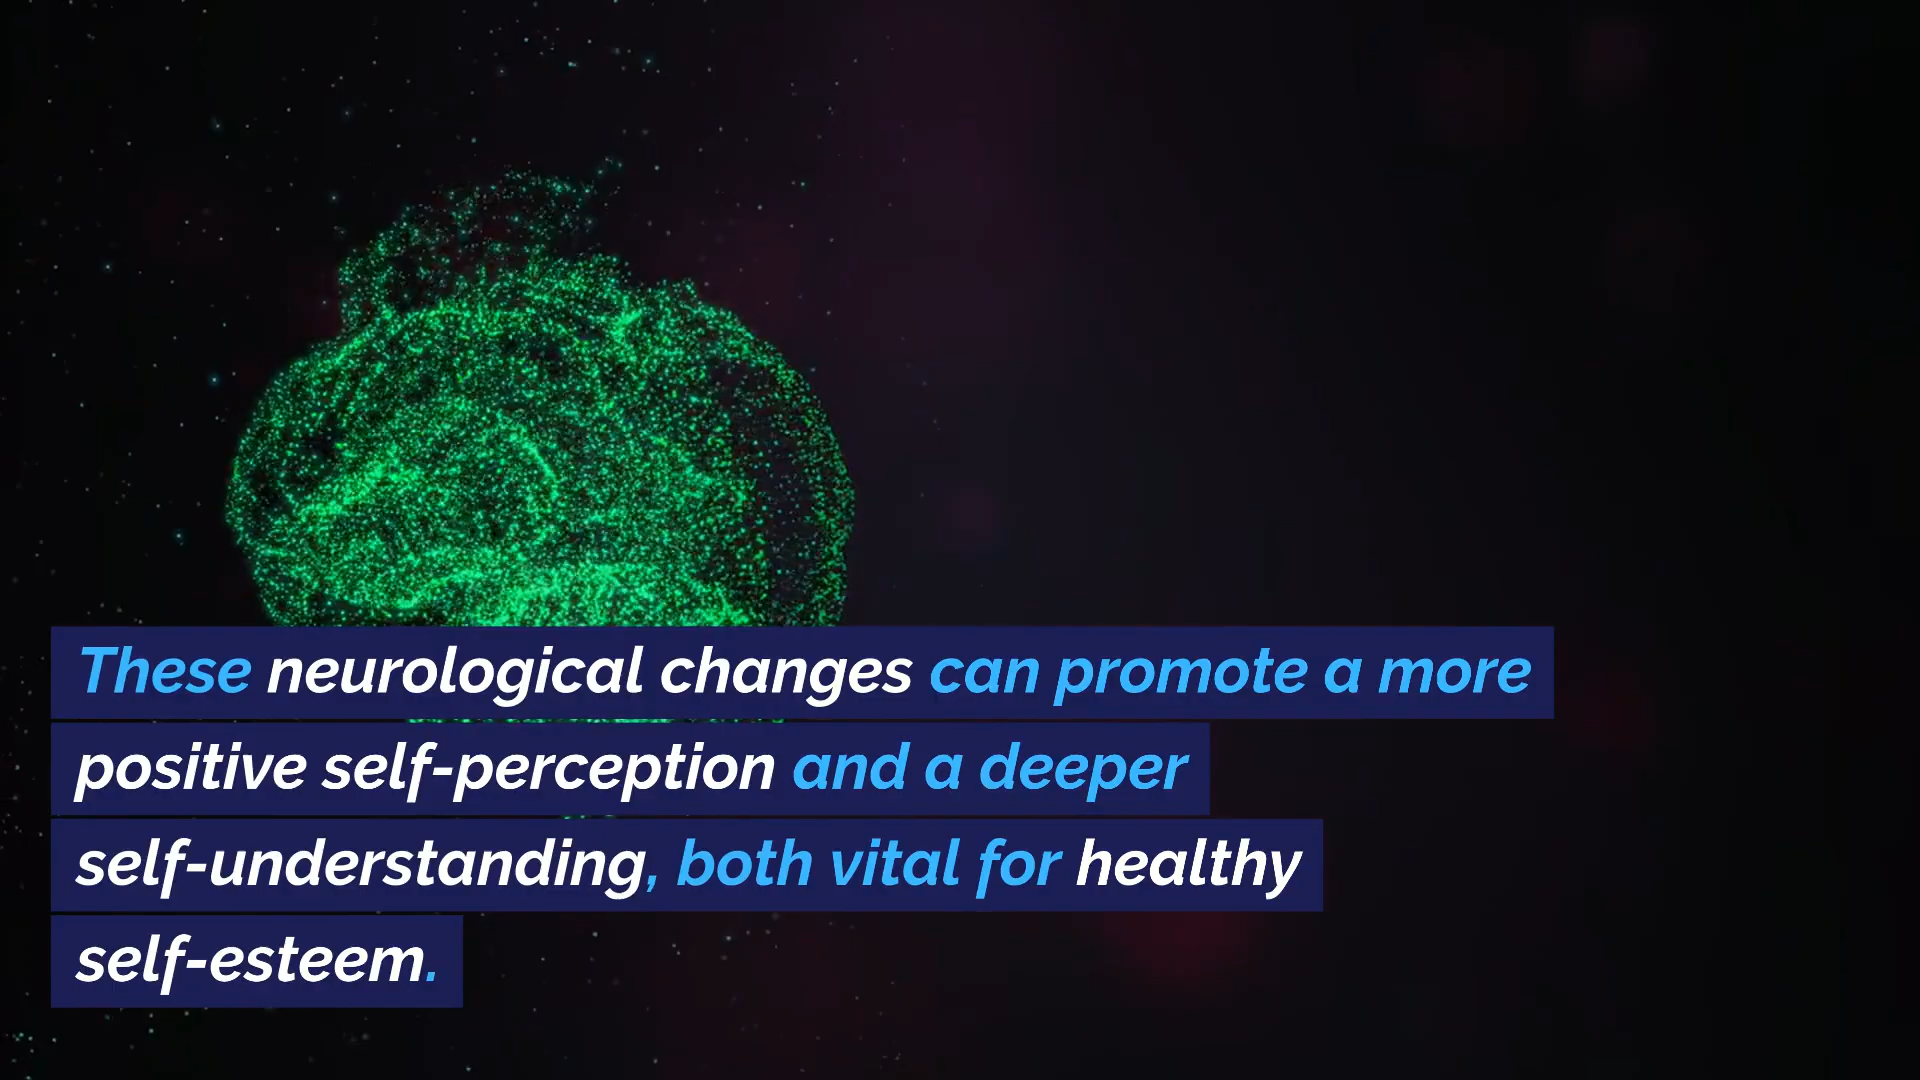 These neurological changes can promote a more
positive self-perception and a deeper
self-understanding, both vital for healthy
self-esteem.